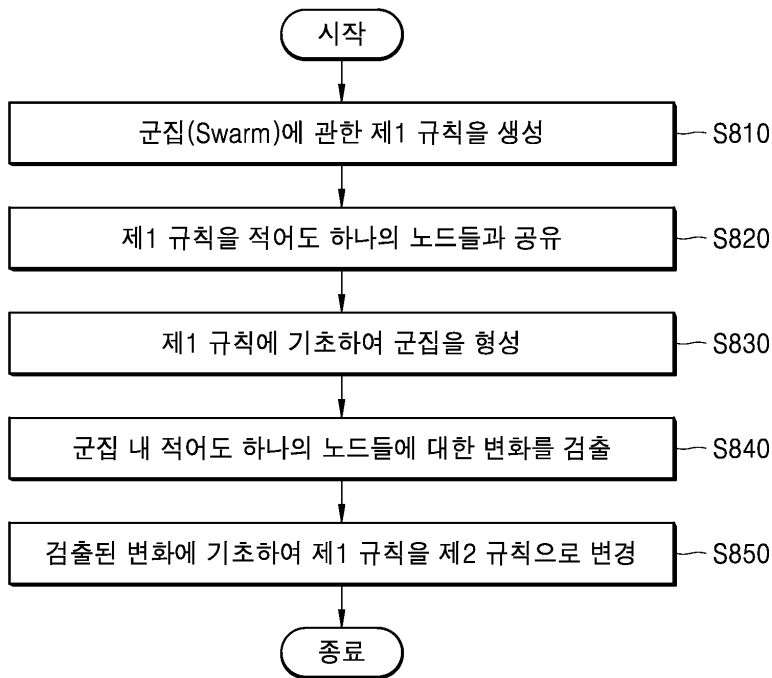 시작
군집(Swarm)에 관한 제1 규칙을 생성
S810
제1 규칙을 적어도 하나의 노드들과 공유
S820
제1 규칙에 기초하여 군집을 형성
S830
군집 내 적어도 하나의 노드들에 대한 변화를 검출
S840
검출된 변화에 기초하여 제1 규칙을 제2 규칙으로 변경
S850
종료